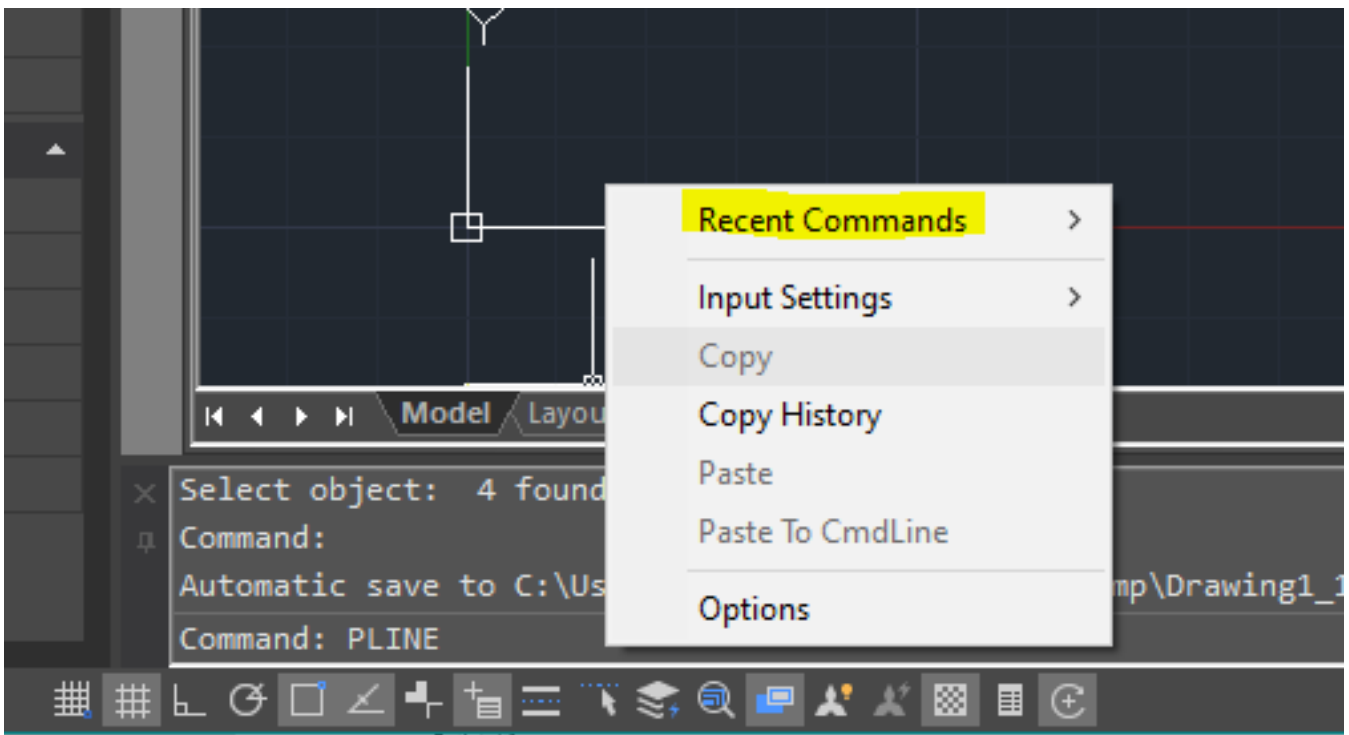 Recent Commands
Input Settings
Copy
Copy History
Paste
Paste To CmdLine
Options
Model Layou
Select object:  4 found
Command:
Automatic save to C:\Us mp\Drawing1_1
Command: PLINE